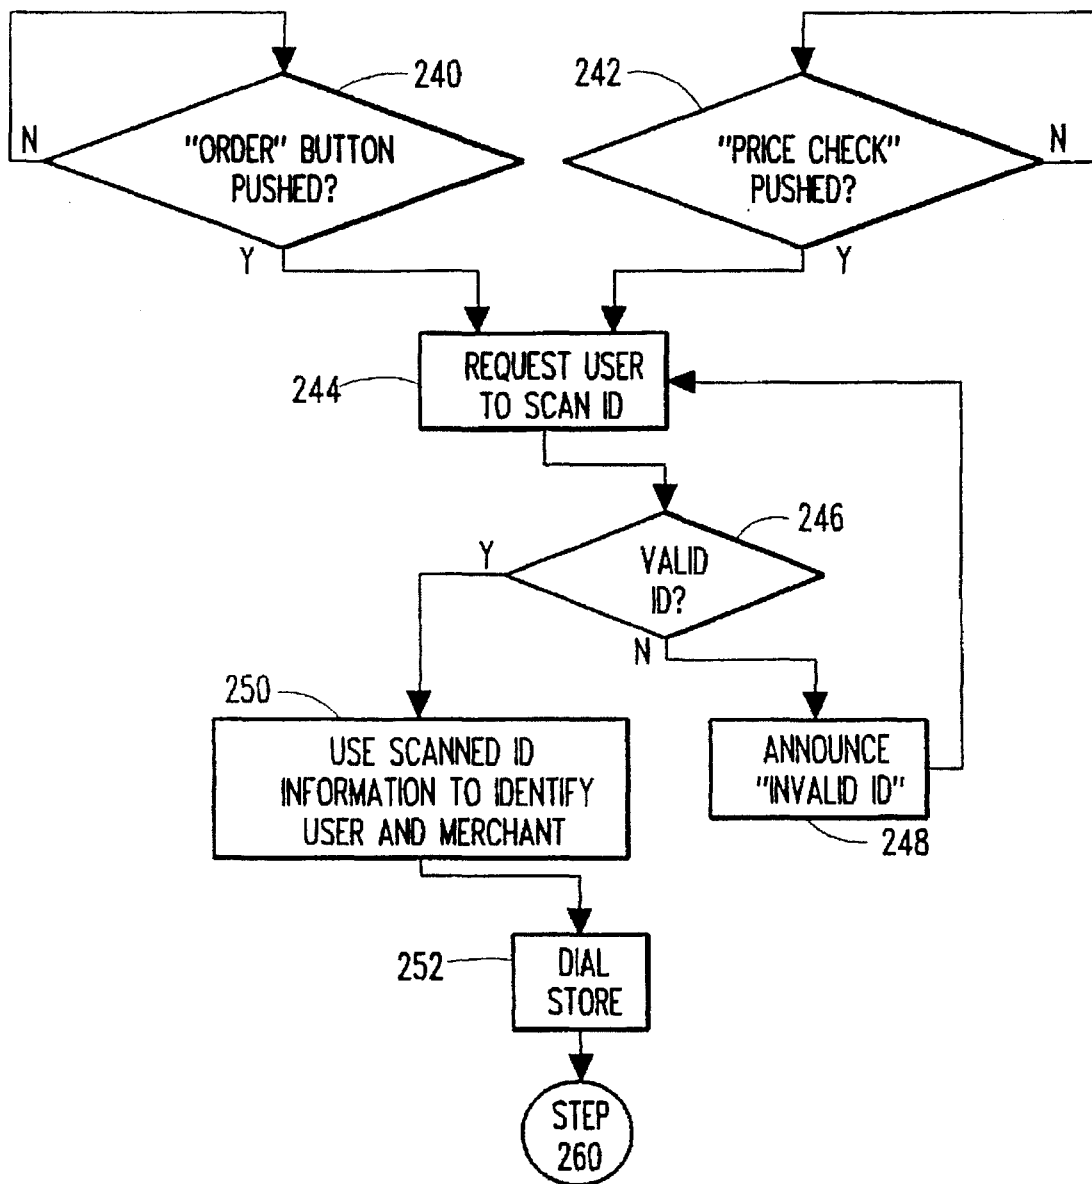 240
242
N
"ORDER" BUTTON
PUSHED?
"PRICE CHECK"
PUSHED?
N
Y
Y
244
REQUEST USER
TO SCAN ID
246
Y
VALID
ID?
N
250
USE SCANNED ID
INFORMATION TO IDENTIFY
USER AND MERCHANT
ANNOUNCE
"INVALID ID"
248
252
DIAL
STORE
STEP
260